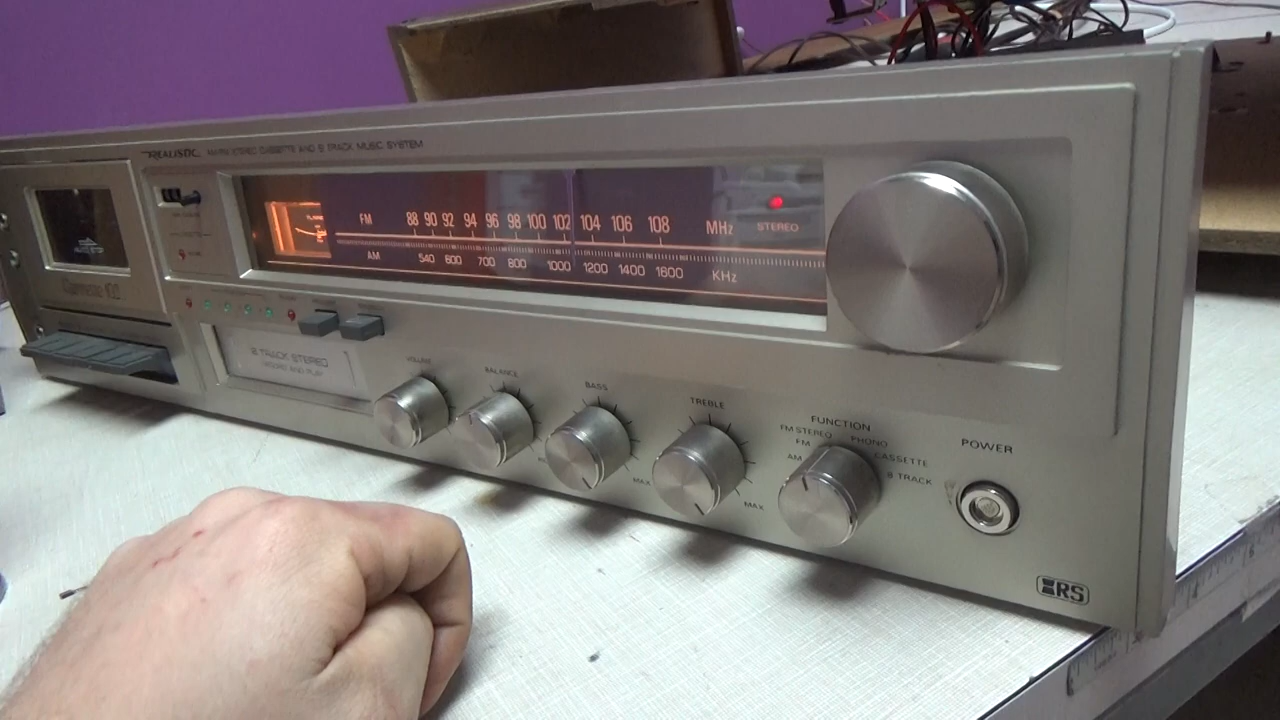 REALISTIC AM/FM STEREO CASSETTE AND 8 TRACK MUSIC SYSTEM
FM 88 90 92 94 96 98 100 102 104 106 108 MHz
STEREO
AM 540 600 700 800 1000 1200 1400 1600 KHz
Clarinette
8 TRACK STEREO
RECORD AND PLAY
VOLUME
BALANCE
BASS
MAX
TREBLE
MAX
FUNCTION
FM STEREO
PHONO
FM
CASSETTE
AM
8 TRACK
POWER
RS